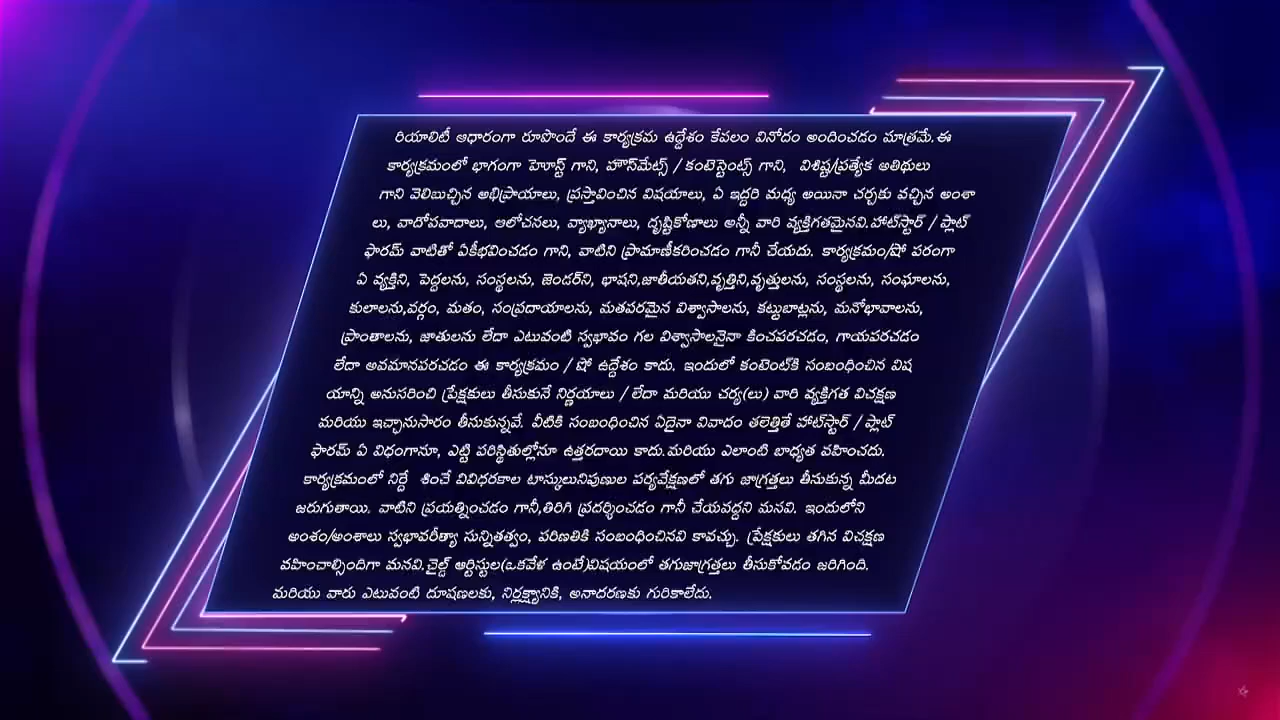 రియాలిటీ ఆధారంగా రూపొందే ఈ కార్యక్రమ ఉద్దేశం కేవలం వినోదం అందించడం మాత్రమే.ఈ
కార్యక్రమంలో భాగంగా హెూస్ట్ గాని, హౌస్‌మేట్స్ / కంటెస్టెంట్స్ గాని, విశిష్ట/ప్రత్యేక అతిథులు
గాని వెలిబుచ్చిన అభిప్రాయాలు, ప్రస్తావించిన విషయాలు, ఏ ఇద్దరి మధ్య అయినా చర్చకు వచ్చిన అంశా
లు, వాదోపవాదాలు, ఆలోచనలు, వ్యాఖ్యానాలు, దృష్టికోణాలు అన్నీ వారి వ్యక్తిగతమైనవి.హాట్‌స్టార్ / ప్లాట్
ఫారమ్ వాటితో ఏకీభవించడం గాని, వాటిని ప్రామాణీకరించడం గానీ చేయదు. కార్యక్రమం/షో పరంగా
ఏ వ్యక్తిని, పెద్దలను, సంస్థలను, జెండర్‌ని, భాషని,జాతీయతని,వృత్తిని,వృత్తులను, సంస్థలను, సంఘాలను,
కులాలను,వర్గం, మతం, సంప్రదాయాలను, మతపరమైన విశ్వాసాలను, కట్టుబాట్లను, మనోభావాలను,
ప్రాంతాలను, జాతులను లేదా ఎటువంటి స్వభావం గల విశ్వాసాలనైనా కించపరచడం, గాయపరచడం
లేదా అవమానపరచడం ఈ కార్యక్రమం / షో ఉద్దేశం కాదు. ఇందులో కంటెంట్‌కి సంబంధించిన విష
యాన్ని అనుసరించి ప్రేక్షకులు తీసుకునే నిర్ణయాలు / లేదా మరియు చర్య(లు) వారి వ్యక్తిగత విచక్షణ
మరియు ఇచ్ఛానుసారం తీసుకున్నవే. వీటికి సంబంధించిన ఏదైనా వివాదం తలెత్తితే హాట్‌స్టార్ / ప్లాట్
ఫారమ్ ఏ విధంగానూ, ఎట్టి పరిస్థితుల్లోనూ ఉత్తరదాయి కాదు.మరియు ఎలాంటి బాధ్యత వహించదు.
కార్యక్రమంలో నిర్దే శించే వివిధరకాల టాస్కులునిపుణుల పర్యవేక్షణలో తగు జాగ్రత్తలు తీసుకున్న మీదట
జరుగుతాయి. వాటిని ప్రయత్నించడం గానీ,తిరిగి ప్రదర్శించడం గానీ చేయవద్దని మనవి. ఇందులోని
అంశం/అంశాలు స్వభావరీత్యా సున్నితత్వం, పరిణతికి సంబంధించినవి కావచ్చు. ప్రేక్షకులు తగిన విచక్షణ
వహించాల్సిందిగా మనవి.చైల్డ్ ఆర్టిస్టుల(ఒకవేళ ఉంటే)విషయంలో తగుజాగ్రత్తలు తీసుకోవడం జరిగింది.
మరియు వారు ఎటువంటి దూషణలకు, నిర్లక్ష్యానికి, అనాదరణకు గురికాలేదు.